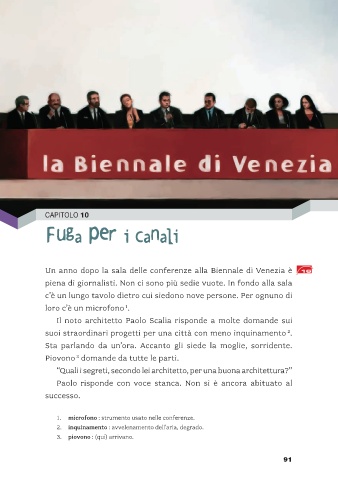 la Biennale di Venezia
CAPITOLO 10
Fuga per i canali
Un anno dopo la sala delle conferenze alla Biennale di Venezia è
19
piena di giornalisti. Non ci sono più sedie vuote. In fondo alla sala
c'è un lungo tavolo dietro cui siedono nove persone. Per ognuno di
loro c'è un microfono¹.
Il noto architetto Paolo Scalia risponde a molte domande sui
suoi straordinari progetti per una città con meno inquinamento².
Sta parlando da un'ora. Accanto gli siede la moglie, sorridente.
Piovono³ domande da tutte le parti.
"Quali i segreti, secondo lei architetto, per una buona architettura?"
Paolo risponde con voce stanca. Non si è ancora abituato al
successo.
1. microfono : strumento usato nelle conferenze.
2. inquinamento : avvelenamento dell'aria, degrado.
3. piovono : (qui) arrivano.
91